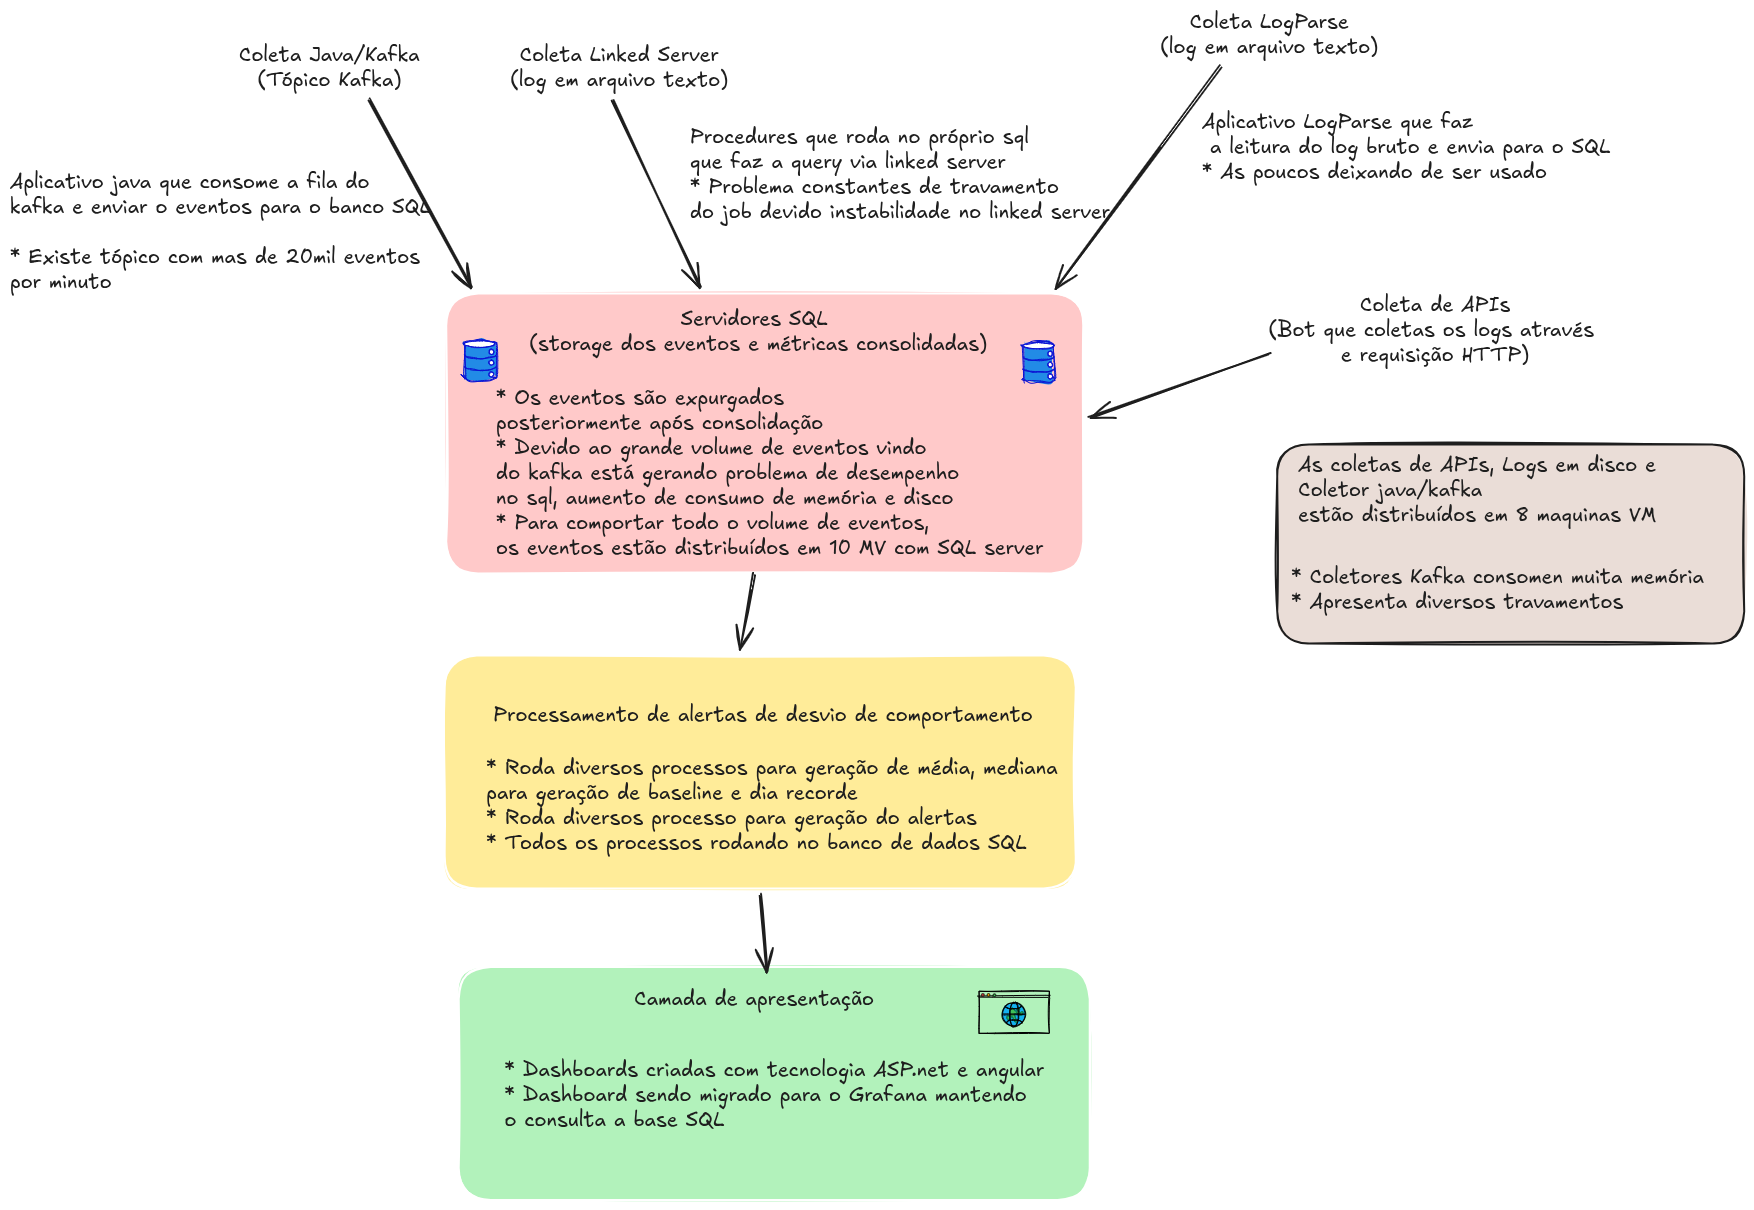 Coleta Java/Kafka
(Tópico Kafka)
Coleta Linked Server
(log em arquivo texto)
Coleta LogParse
(log em arquivo texto)
Aplicativo java que consome a fila do
kafka e enviar o eventos para o banco SQL
* Existe tópico com mas de 20mil eventos
por minuto
Procedures que roda no próprio sql
que faz a query via linked server
* Problema constantes de travamento
do job devido instabilidade no linked server
Aplicativo LogParse que faz
a leitura do log bruto e envia para o SQL
* As poucos deixando de ser usado
Servidores SQL
(storage dos eventos e métricas consolidadas)
* Os eventos são expurgados
posteriormente após consolidação
* Devido ao grande volume de eventos vindo
do kafka está gerando problema de desempenho
no sql, aumento de consumo de memória e disco
* Para comportar todo o volume de eventos,
os eventos estão distribuídos em 10 MV com SQL server
Coleta de APIs
(Bot que coletas os logs através
e requisição HTTP)
As coletas de APIs, Logs em disco e
Coletor java/kafka
estão distribuídos em 8 maquinas VM
* Coletores Kafka consomen muita memória
* Apresenta diversos travamentos
Processamento de alertas de desvio de comportamento
* Roda diversos processos para geração de média, mediana
para geração de baseline e dia recorde
* Roda diversos processo para geração do alertas
* Todos os processos rodando no banco de dados SQL
Camada de apresentação
* Dashboards criadas com tecnologia ASP.net e angular
* Dashboard sendo migrado para o Grafana mantendo
o consulta a base SQL